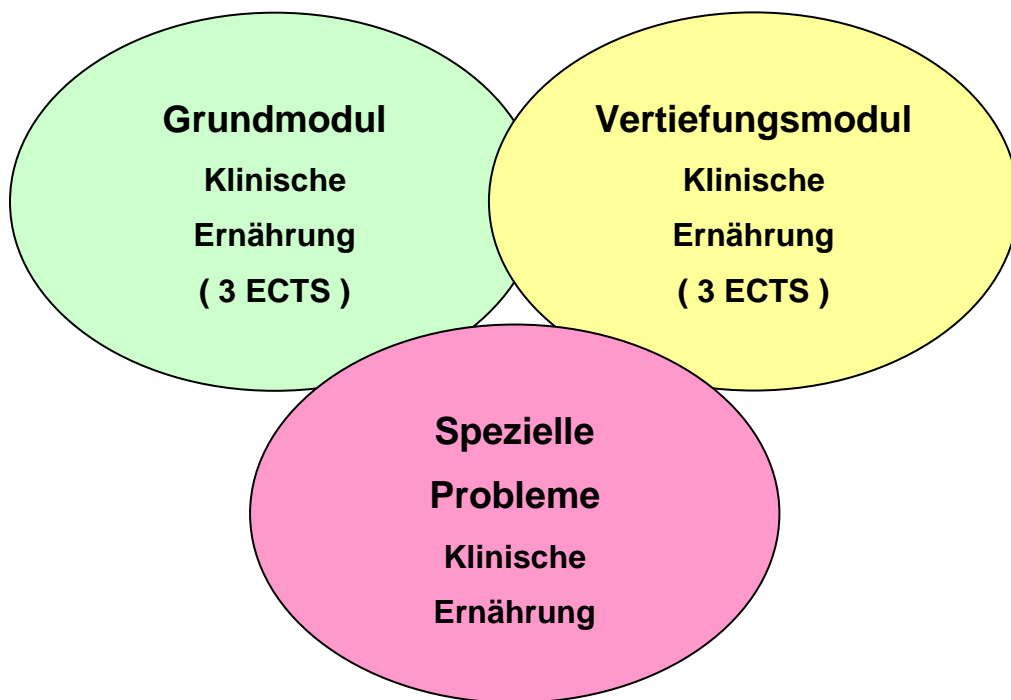 Grundmodul
Klinische
Ernährung
( 3 ECTS )
Vertiefungsmodul
Klinische
Ernährung
( 3 ECTS )
Spezielle
Probleme
Klinische
Ernährung